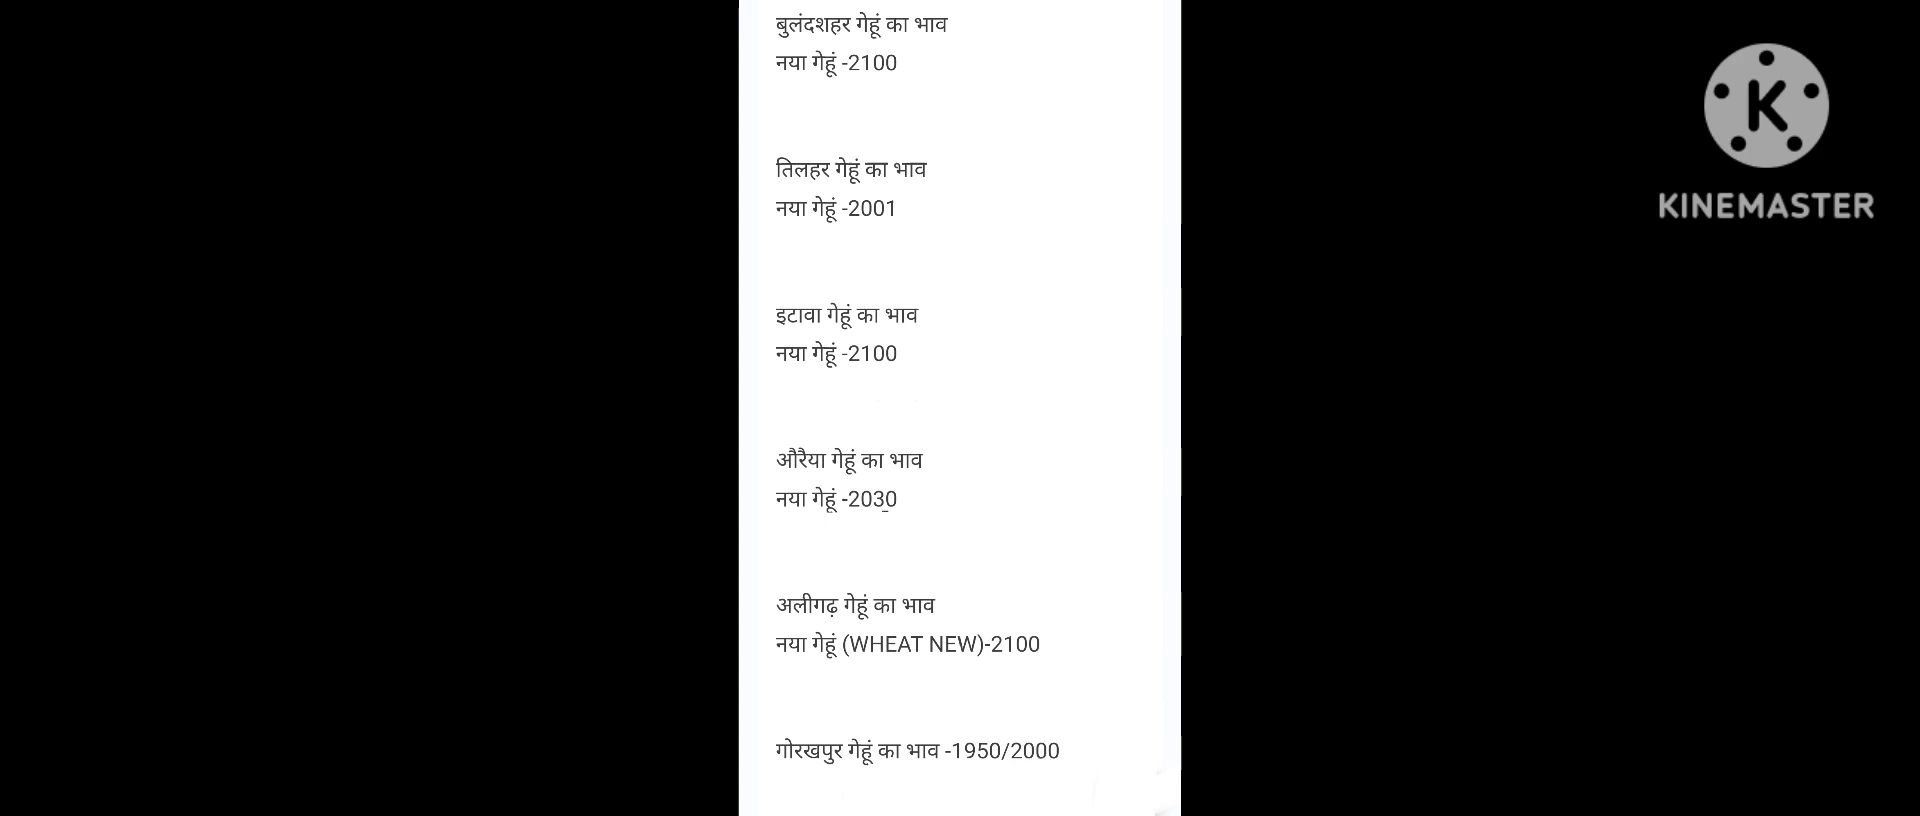 बुलंदशहर गेहूं का भाव
नया गेहूं -2100
तिलहर गेहूं का भाव
नया गेहूं -2001
इटावा गेहूं का भाव
नया गेहूं -2100
औरैया गेहूं का भाव
नया गेहूं -2030
अलीगढ़ गेहूं का भाव
नया गेहूं (WHEAT NEW)-2100
गोरखपुर गेहूं का भाव -1950/2000
K
KINEMASTER